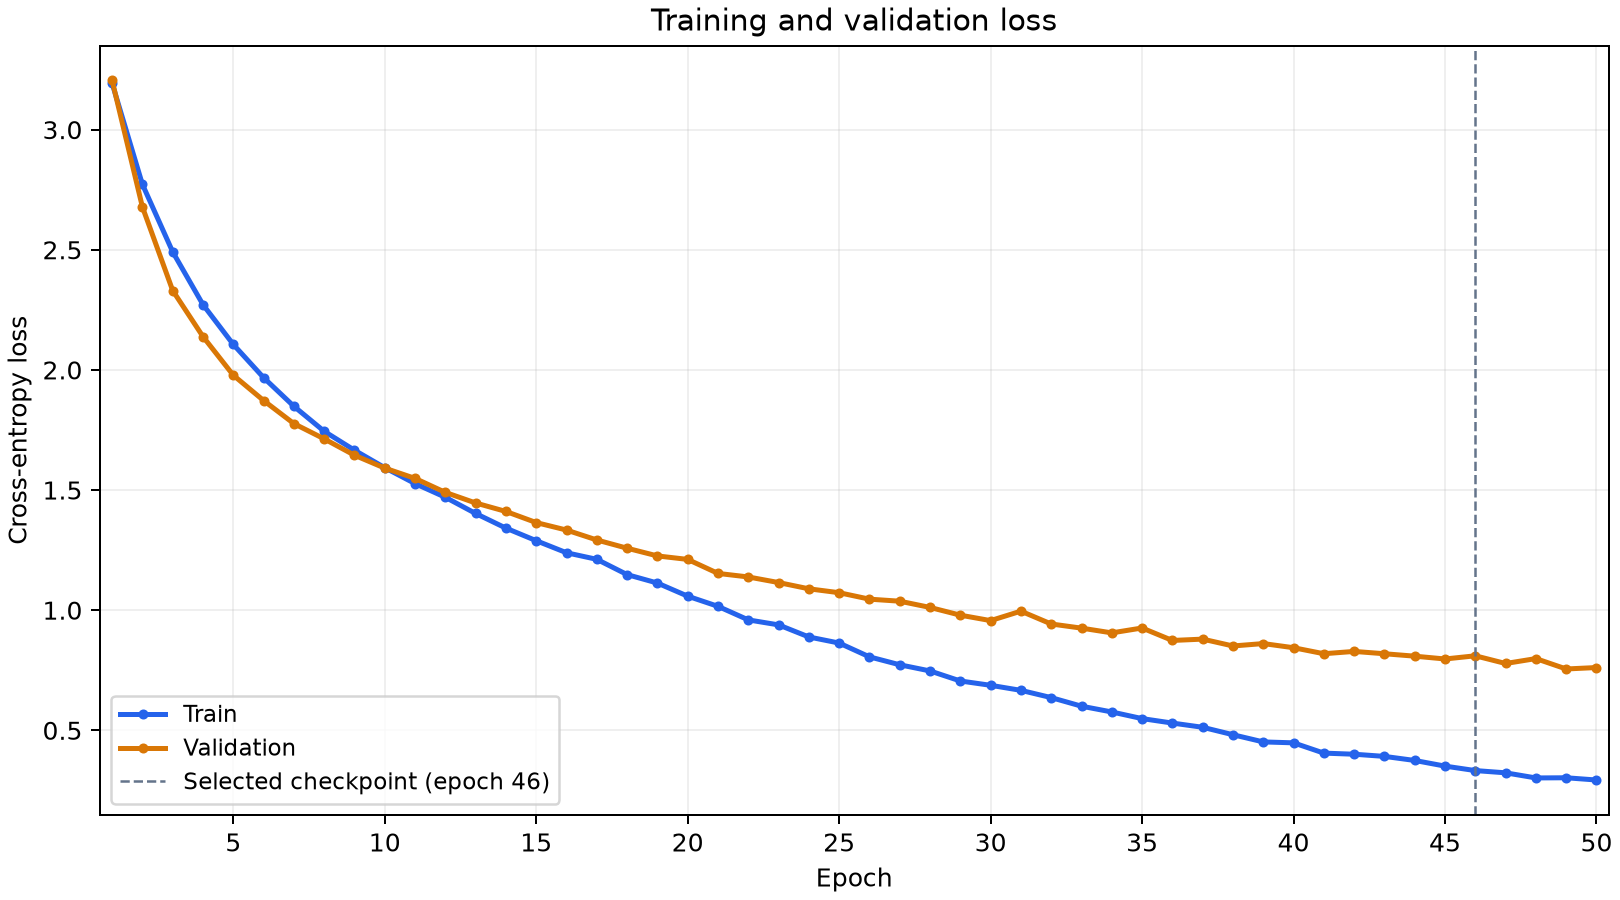 Training and validation loss
Cross-entropy loss
3.0
2.5
2.0
1.5
1.0
0.5
Train
Validation
Selected checkpoint (epoch 46)
5 10 15 20 25 30 35 40 45 50
Epoch